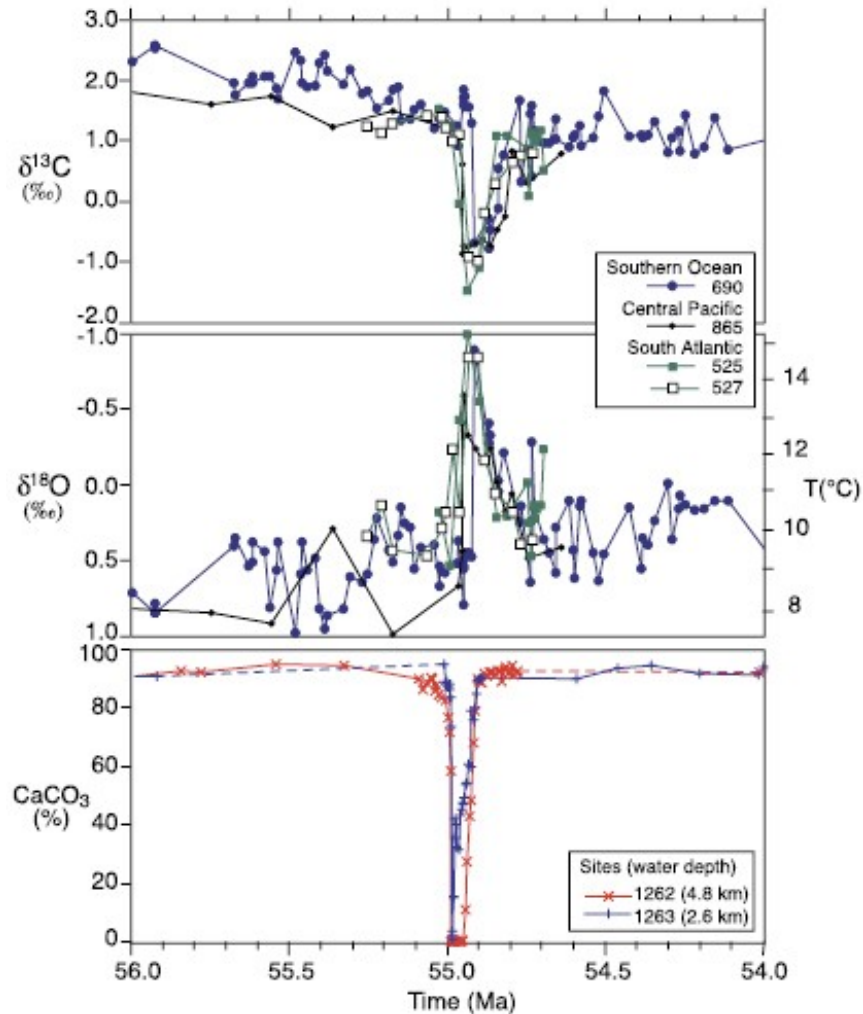 3.0
2.0
1.0
0.0
-1.0
-2.0
δ¹³C
(‰)
Southern Ocean
690
Central Pacific
865
South Atlantic
525
527
-1.0
-0.5
0.0
0.5
1.0
δ¹⁸O
(‰)
14
12
10
8
T(°C)
100
80
60
40
20
0
CaCO₃
(%)
Sites (water depth)
1262 (4.8 km)
1263 (2.6 km)
56.0 55.5 55.0 54.5 54.0
Time (Ma)